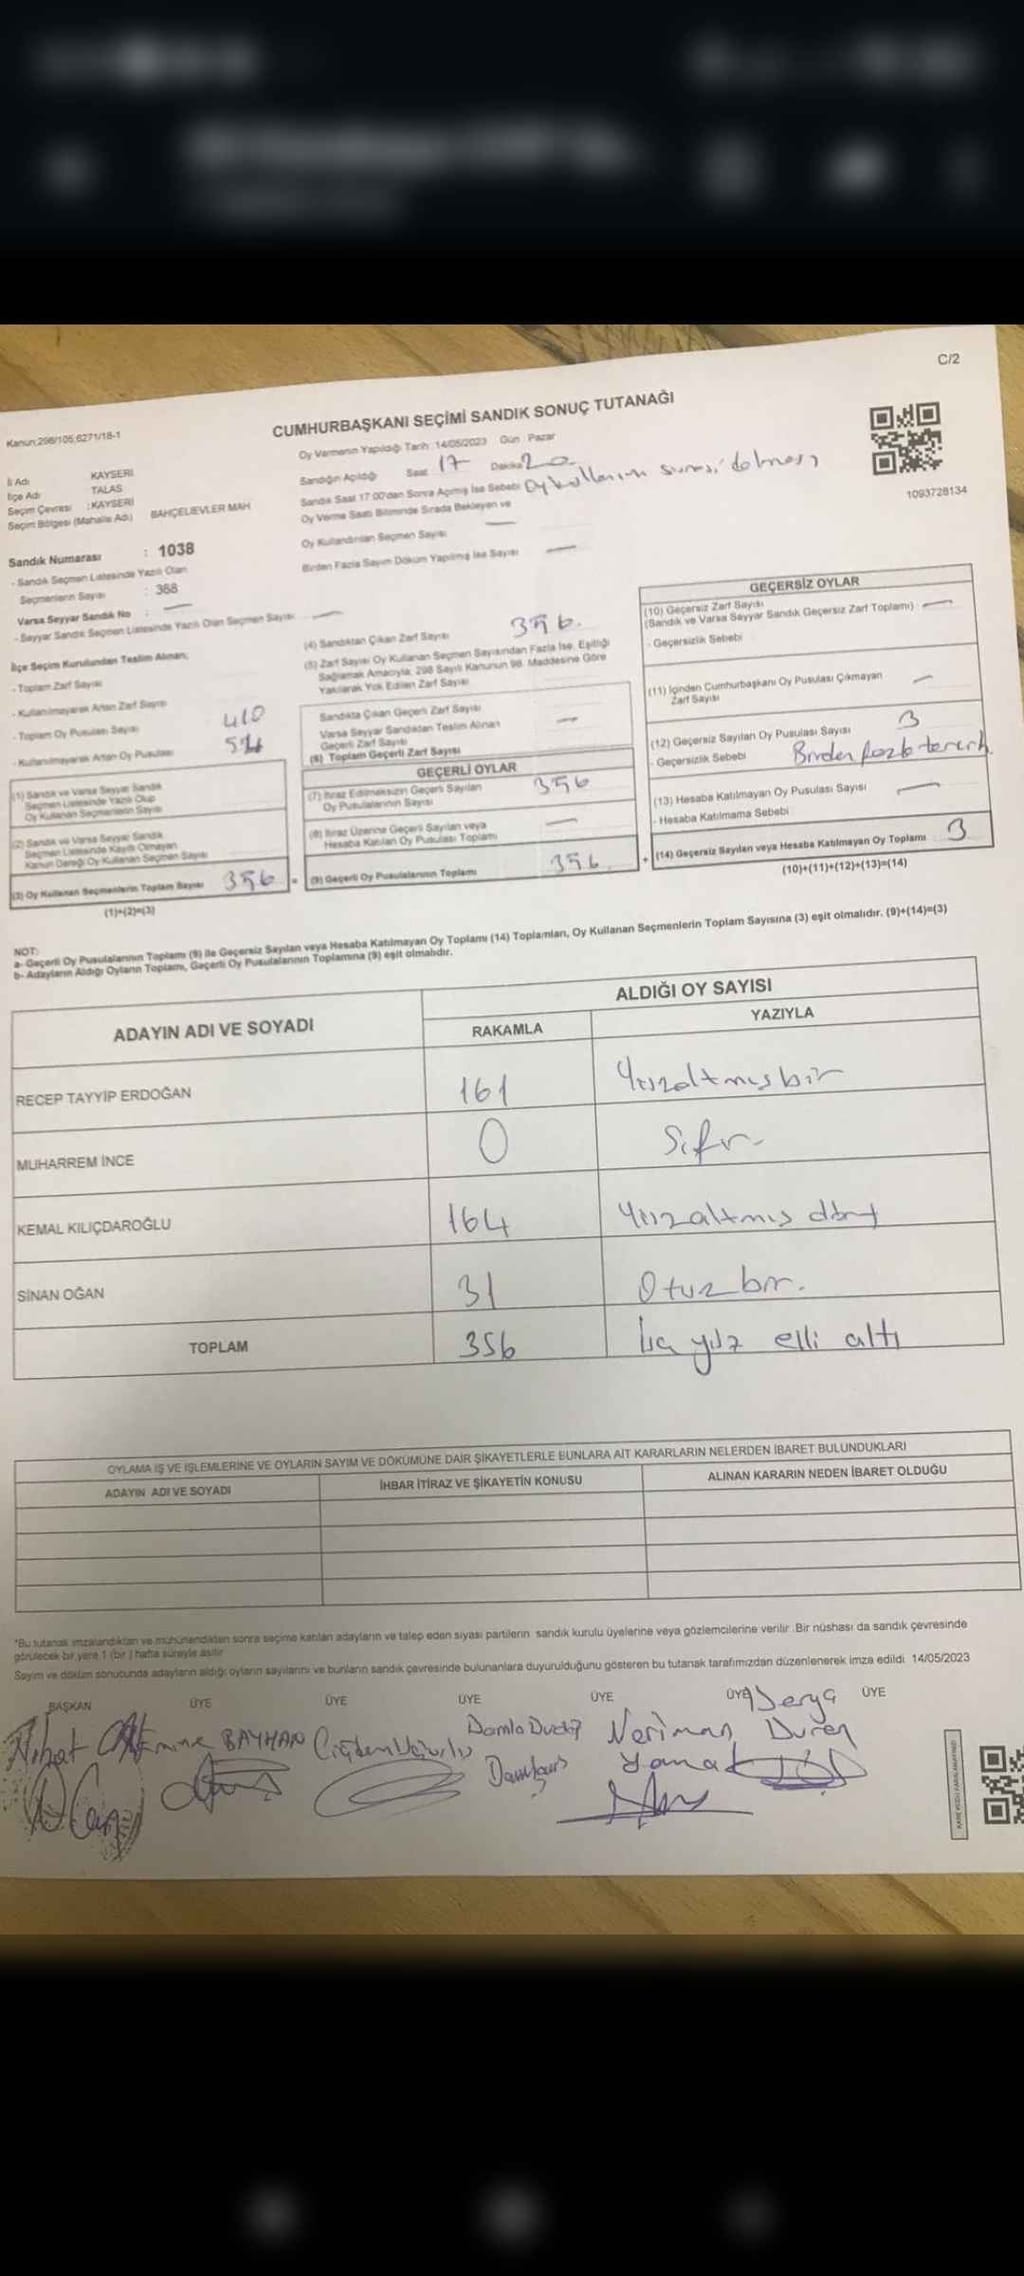 C/2
Kanun;298/105,6271/18-1
CUMHURBAŞKANI SEÇİMİ SANDIK SONUÇ TUTANAĞI
İl Adı KAYSERİ
İlçe Adı TALAS
Seçim Çevresi :KAYSERİ
Seçim Bölgesi (Mahalle Adı) BAHÇELİEVLER MAH
Oy Vermenin Yapıldığı Tarih :14/05/2023 Gün : Pazar
Sandığın Açıldığı Saat 17 Dakika 20
Sandık Saat 17:00'dan Sonra Açılmış İse Sebebi Oy kullanım süresi dolması
Oy Verme Saati Bitiminde Sırada Bekleyen ve
Oy Kullandırılan Seçmen Sayısı —
Birden Fazla Sayım Döküm Yapılmış İse Sayısı —
1093728134
Sandık Numarası : 1038
- Sandık Seçmen Listesinde Yazılı Olan
Seçmenlerin Sayısı : 368
Varsa Seyyar Sandık No : —
- Seyyar Sandık Seçmen Listesinde Yazılı Olan Seçmen Sayısı —
İlçe Seçim Kurulundan Teslim Alınan;
- Toplam Zarf Sayısı
- Kullanılmayarak Artan Zarf Sayısı
- Toplam Oy Pusulası Sayısı 410
- Kullanılmayarak Artan Oy Pusulası
(1) Sandık ve Varsa Seyyar Sandık
Seçmen Listesinde Yazılı Olup
Oy Kullanan Seçmenlerin Sayısı
(2) Sandık ve Varsa Seyyar Sandık
Seçmen Listesinde Kayıtlı Olmayan
Kanun Gereği Oy Kullanan Seçmen Sayısı
(3) Oy Kullanan Seçmenlerin Toplam Sayısı 356 =
(1)+(2)=(3)
(4) Sandıktan Çıkan Zarf Sayısı 356.
(5) Zarf Sayısı Oy Kullanan Seçmen Sayısından Fazla İse, Eşitliği
Sağlamak Amacıyla, 298 Sayılı Kanunun 98. Maddesine Göre
Yakılarak Yok Edilen Zarf Sayısı
Sandıkta Çıkan Geçerli Zarf Sayısı
Varsa Seyyar Sandıktan Teslim Alınan
Geçerli Zarf Sayısı —
(6) Toplam Geçerli Zarf Sayısı
GEÇERLİ OYLAR
(7) İtiraz Edilmeksizin Geçerli Sayılan
Oy Pusulalarının Sayısı 356
(8) İtiraz Üzerine Geçerli Sayılan veya
Hesaba Katılan Oy Pusulası Toplamı —
(9) Geçerli Oy Pusulalarının Toplamı 356. +
GEÇERSİZ OYLAR
(10) Geçersiz Zarf Sayısı
(Sandık ve Varsa Seyyar Sandık Geçersiz Zarf Toplamı) —
- Geçersizlik Sebebi
(11) İçinden Cumhurbaşkanı Oy Pusulası Çıkmayan
Zarf Sayısı —
(12) Geçersiz Sayılan Oy Pusulası Sayısı 3
- Geçersizlik Sebebi Birden fazla tercih.
(13) Hesaba Katılmayan Oy Pusulası Sayısı —
- Hesaba Katılmama Sebebi
(14) Geçersiz Sayılan veya Hesaba Katılmayan Oy Toplamı 3
(10)+(11)+(12)+(13)=(14)
NOT:
a- Geçerli Oy Pusulalarının Toplamı (9) ile Geçersiz Sayılan veya Hesaba Katılmayan Oy Toplamı (14) Toplamları, Oy Kullanan Seçmenlerin Toplam Sayısına (3) eşit olmalıdır. (9)+(14)=(3)
b- Adayların Aldığı Oyların Toplamı, Geçerli Oy Pusulalarının Toplamına (9) eşit olmalıdır.
ADAYIN ADI VE SOYADI
ALDIĞI OY SAYISI
RAKAMLA YAZIYLA
RECEP TAYYİP ERDOĞAN 161 Yüzaltmışbir
MUHARREM İNCE 0 Sıfır
KEMAL KILIÇDAROĞLU 164 Yüzaltmış dört
SİNAN OĞAN 31 Otuz bir.
TOPLAM 356 üç yüz elli altı
OYLAMA İŞ VE İŞLEMLERİNE VE OYLARIN SAYIM VE DÖKÜMÜNE DAİR ŞİKAYETLERLE BUNLARA AİT KARARLARIN NELERDEN İBARET BULUNDUKLARI
ADAYIN ADI VE SOYADI İHBAR İTİRAZ VE ŞİKAYETİN KONUSU ALINAN KARARIN NEDEN İBARET OLDUĞU
*Bu tutanak imzalandıktan ve mühürlendikten sonra seçime katılan adayların ve talep eden siyasi partilerin sandık kurulu üyelerine veya gözlemcilerine verilir. Bir nüshası da sandık çevresinde
görülecek bir yere 1 (bir ) hafta süreyle asılır.
Sayım ve döküm sonucunda adayların aldığı oyların sayılarını ve bunların sandık çevresinde bulunanlara duyurulduğunu gösteren bu tutanak tarafımızdan düzenlenerek imza edildi. 14/05/2023
BAŞKAN ÜYE ÜYE ÜYE ÜYE ÜYE ÜYE
Emine BAYHAN
Neriman
Derya
Duren